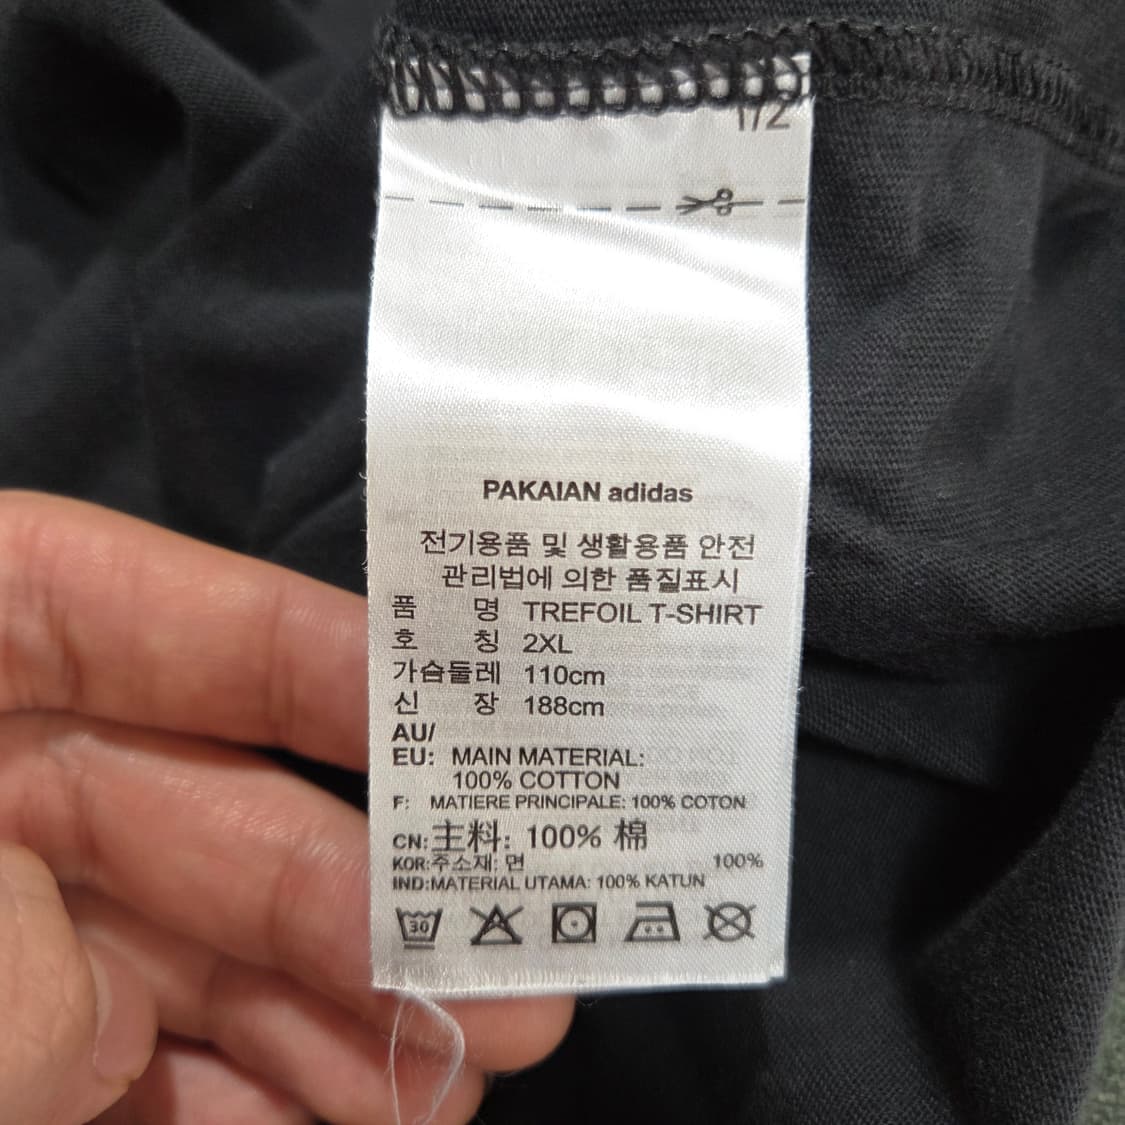 1/2
PAKAIAN adidas
전기용품 및 생활용품 안전
관리법에 의한 품질표시
품 명 TREFOIL T-SHIRT
호 칭 2XL
가슴둘레 110cm
신 장 188cm
AU/
EU: MAIN MATERIAL:
100% COTTON
F: MATIERE PRINCIPALE: 100% COTON
CN:主料: 100% 棉
KOR:주소재: 면 100%
IND:MATERIAL UTAMA: 100% KATUN
30